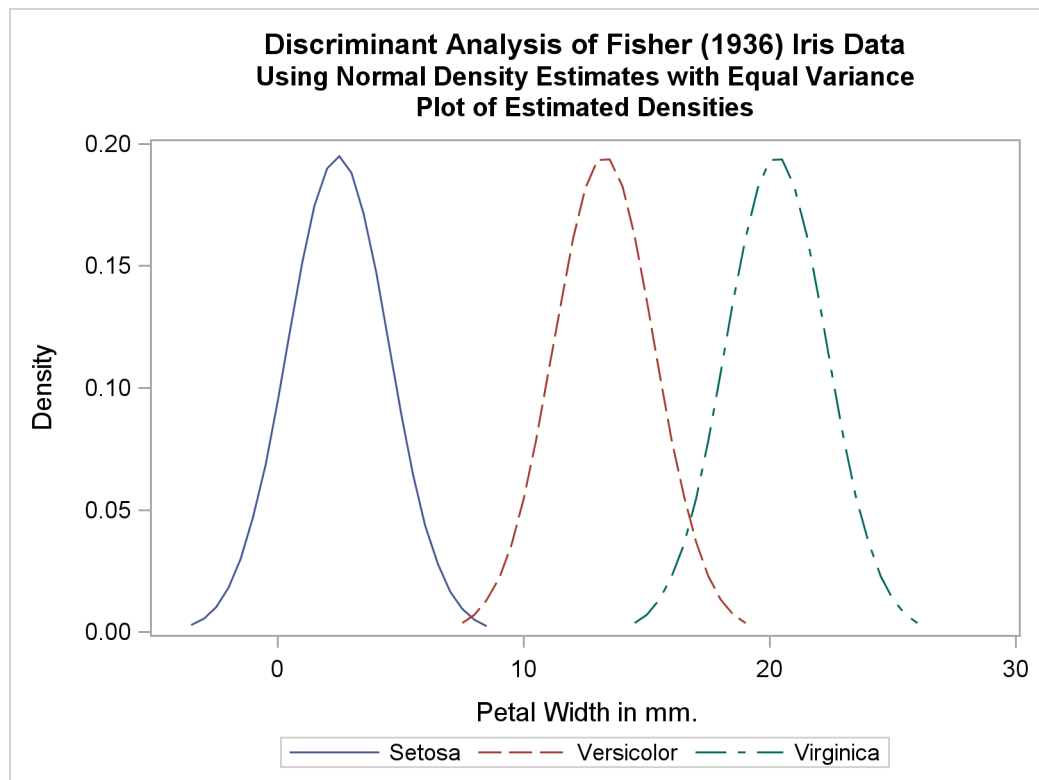 Discriminant Analysis of Fisher (1936) Iris Data
Using Normal Density Estimates with Equal Variance
Plot of Estimated Densities
0.20
0.15
0.10
0.05
0.00
Density
0 10 20 30
Petal Width in mm.
Setosa Versicolor Virginica